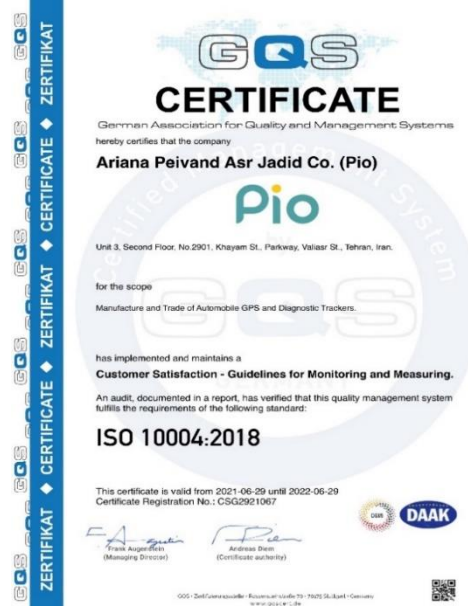 GQS GQS GQS CERTIFICATE ◆ ZERTIFIKAT ◆ CERTIFICATE ◆ ZERTIFIKAT
GQS
CERTIFICATE
German Association for Quality and Management Systems
hereby certifies that the company
Ariana Peivand Asr Jadid Co. (Pio)
Pio
Unit 3, Second Floor, No.2901, Khayam St., Parkway, Valiasr St., Tehran, Iran.
for the scope
Manufacture and Trade of Automobile GPS and Diagnostic Trackers.
has implemented and maintains a
Customer Satisfaction - Guidelines for Monitoring and Measuring.
An audit, documented in a report, has verified that this quality management system
fulfills the requirements of the following standard:
ISO 10004:2018
This certificate is valid from 2021-06-29 until 2022-06-29
Certificate Registration No.: CSG2921067
Frank Augenstein
(Managing Director)
Andreas Diem
(Certificate authority)
DAAK